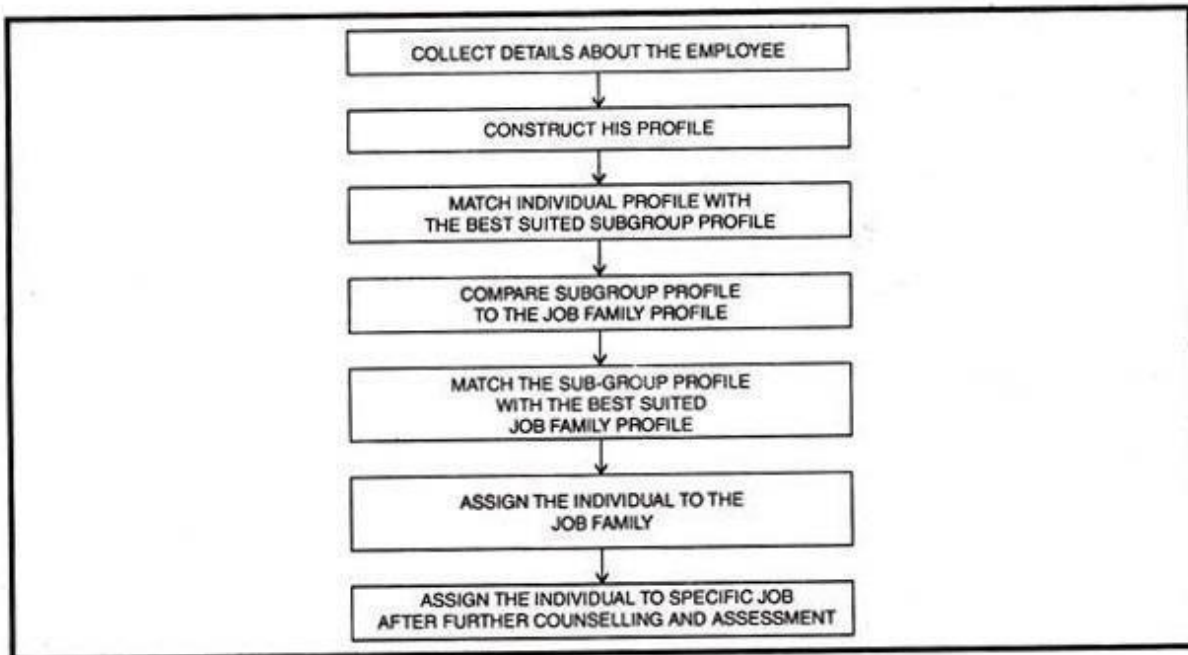 COLLECT DETAILS ABOUT THE EMPLOYEE
CONSTRUCT HIS PROFILE
MATCH INDIVIDUAL PROFILE WITH
THE BEST SUITED SUBGROUP PROFILE
COMPARE SUBGROUP PROFILE
TO THE JOB FAMILY PROFILE
MATCH THE SUB-GROUP PROFILE
WITH THE BEST SUITED
JOB FAMILY PROFILE
ASSIGN THE INDIVIDUAL TO THE
JOB FAMILY
ASSIGN THE INDIVIDUAL TO SPECIFIC JOB
AFTER FURTHER COUNSELLING AND ASSESSMENT